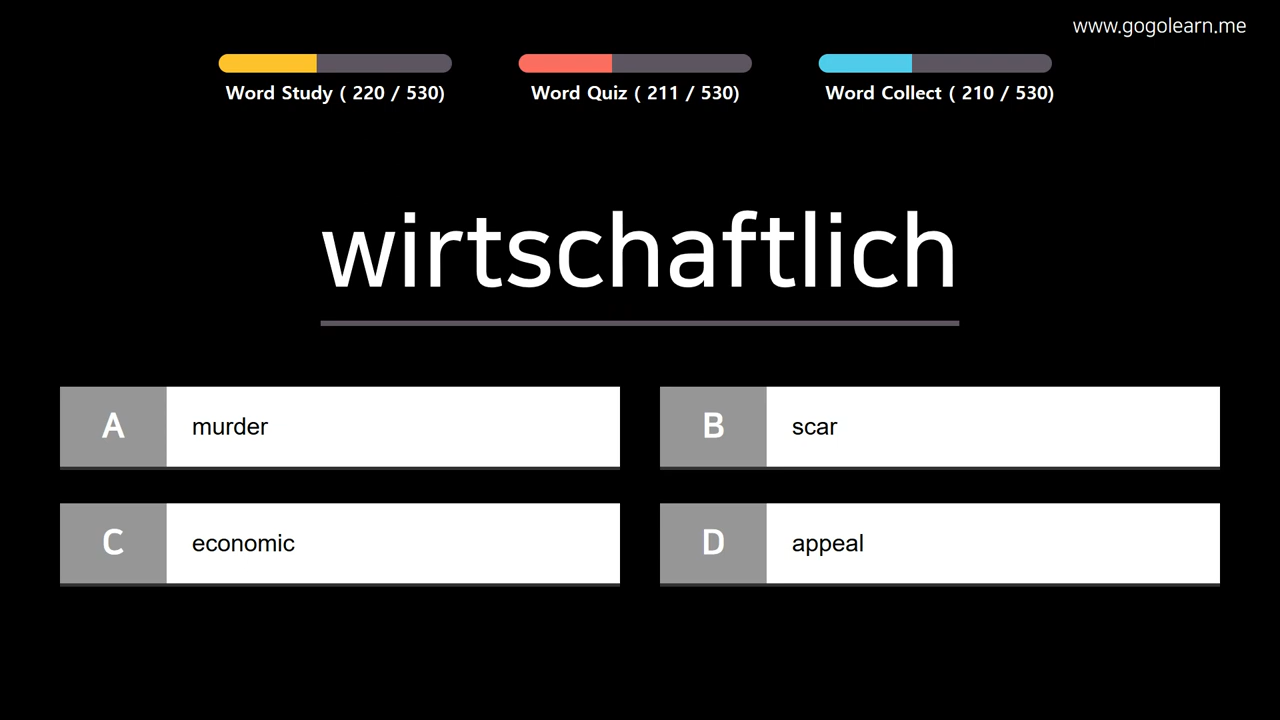 www.gogolearn.me
Word Study ( 220 / 530)
Word Quiz ( 211 / 530)
Word Collect ( 210 / 530)
wirtschaftlich
A murder
B scar
C economic
D appeal